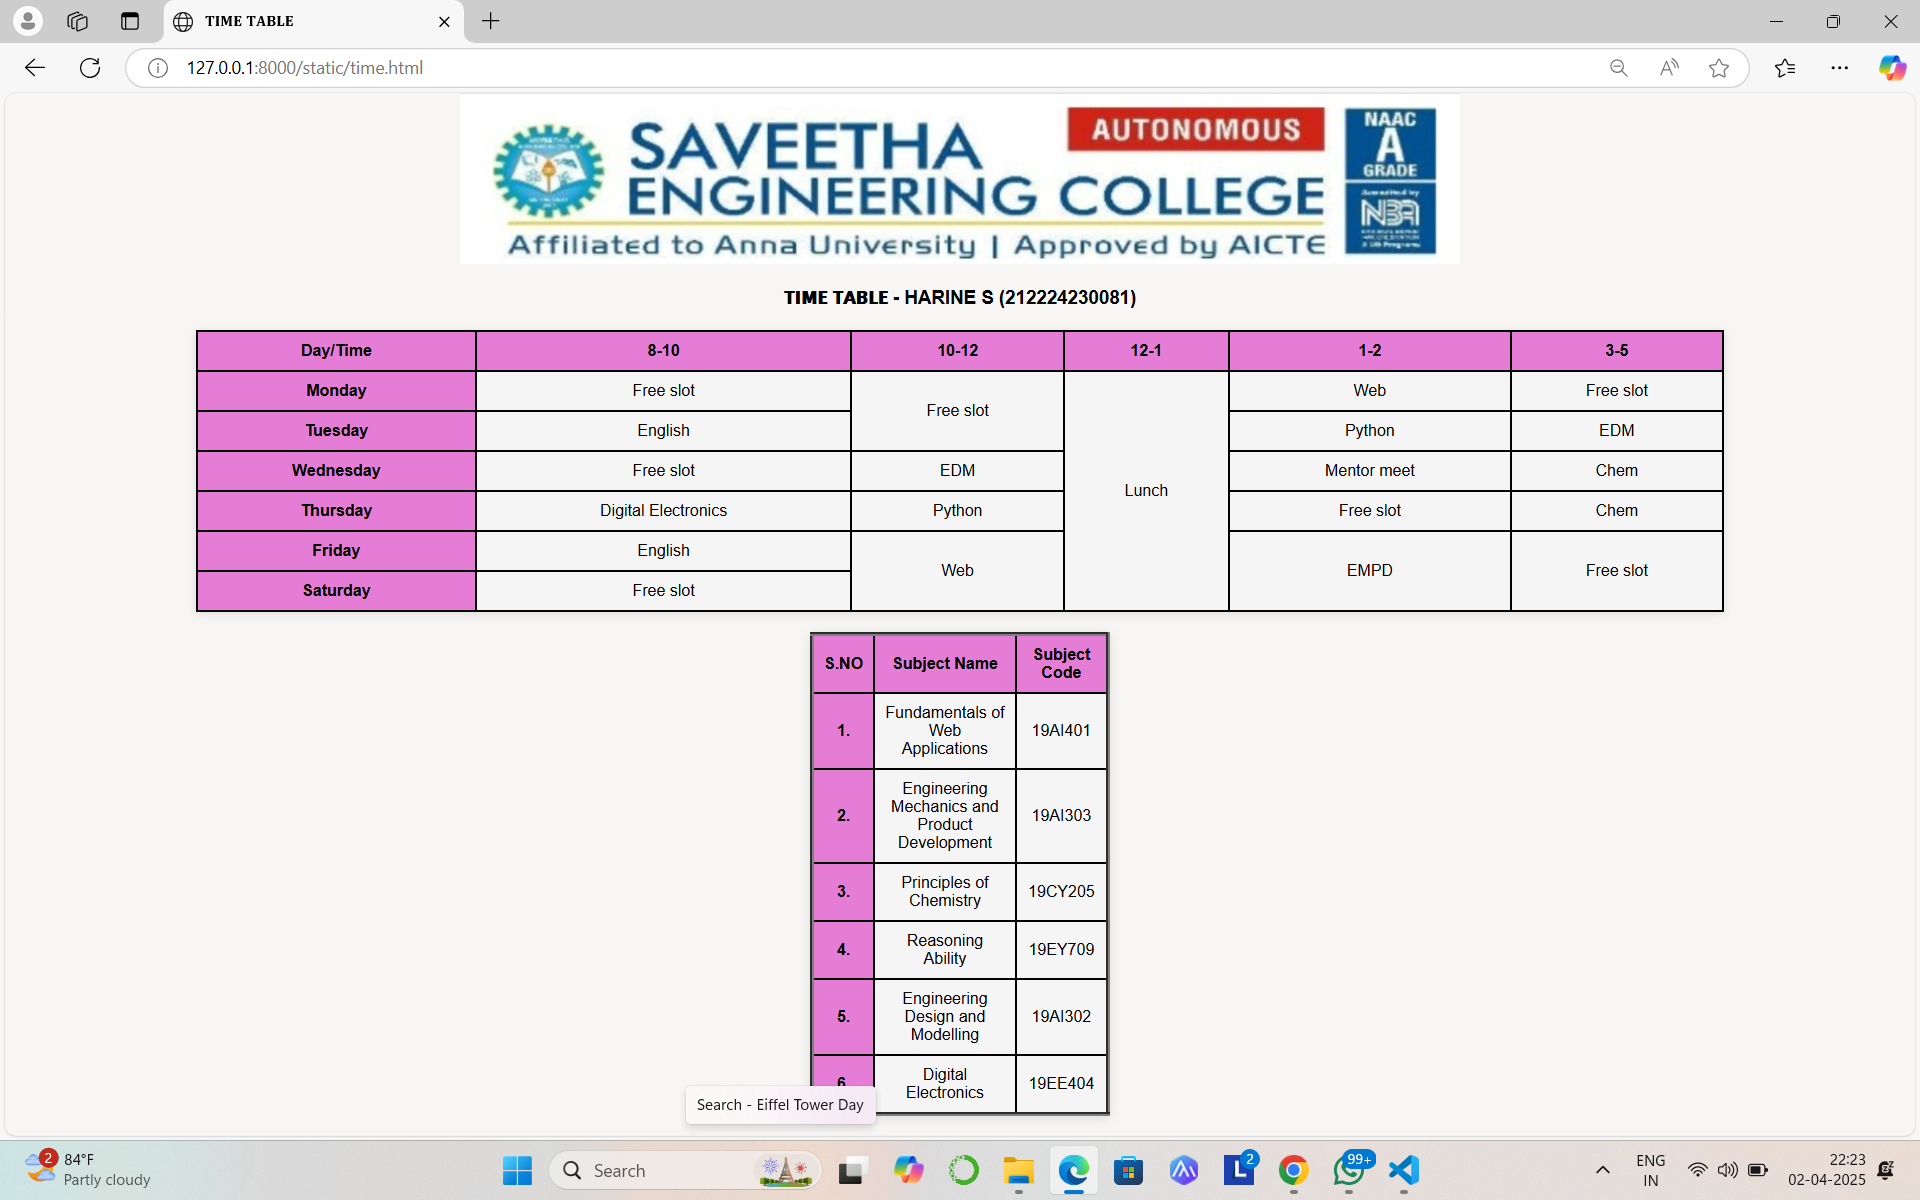 TIME TABLE
127.0.0.1:8000/static/time.html
SAVEETHA
ENGINEERING COLLEGE
AUTONOMOUS
Affiliated to Anna University | Approved by AICTE
NAAC
A
GRADE
Accredited by
NBA
TIME TABLE - HARINE S (212224230081)
Day/Time 8-10 10-12 12-1 1-2 3-5
Monday Free slot Free slot Lunch Web Free slot
Tuesday English Python EDM
Wednesday Free slot EDM Mentor meet Chem
Thursday Digital Electronics Python Free slot Chem
Friday English Web EMPD Free slot
Saturday Free slot
S.NO Subject Name Subject Code
1. Fundamentals of Web Applications 19AI401
2. Engineering Mechanics and Product Development 19AI303
3. Principles of Chemistry 19CY205
4. Reasoning Ability 19EY709
5. Engineering Design and Modelling 19AI302
6. Digital Electronics 19EE404
Search - Eiffel Tower Day
2
84°F
Partly cloudy
Search
2
99+
ENG
IN
22:23
02-04-2025